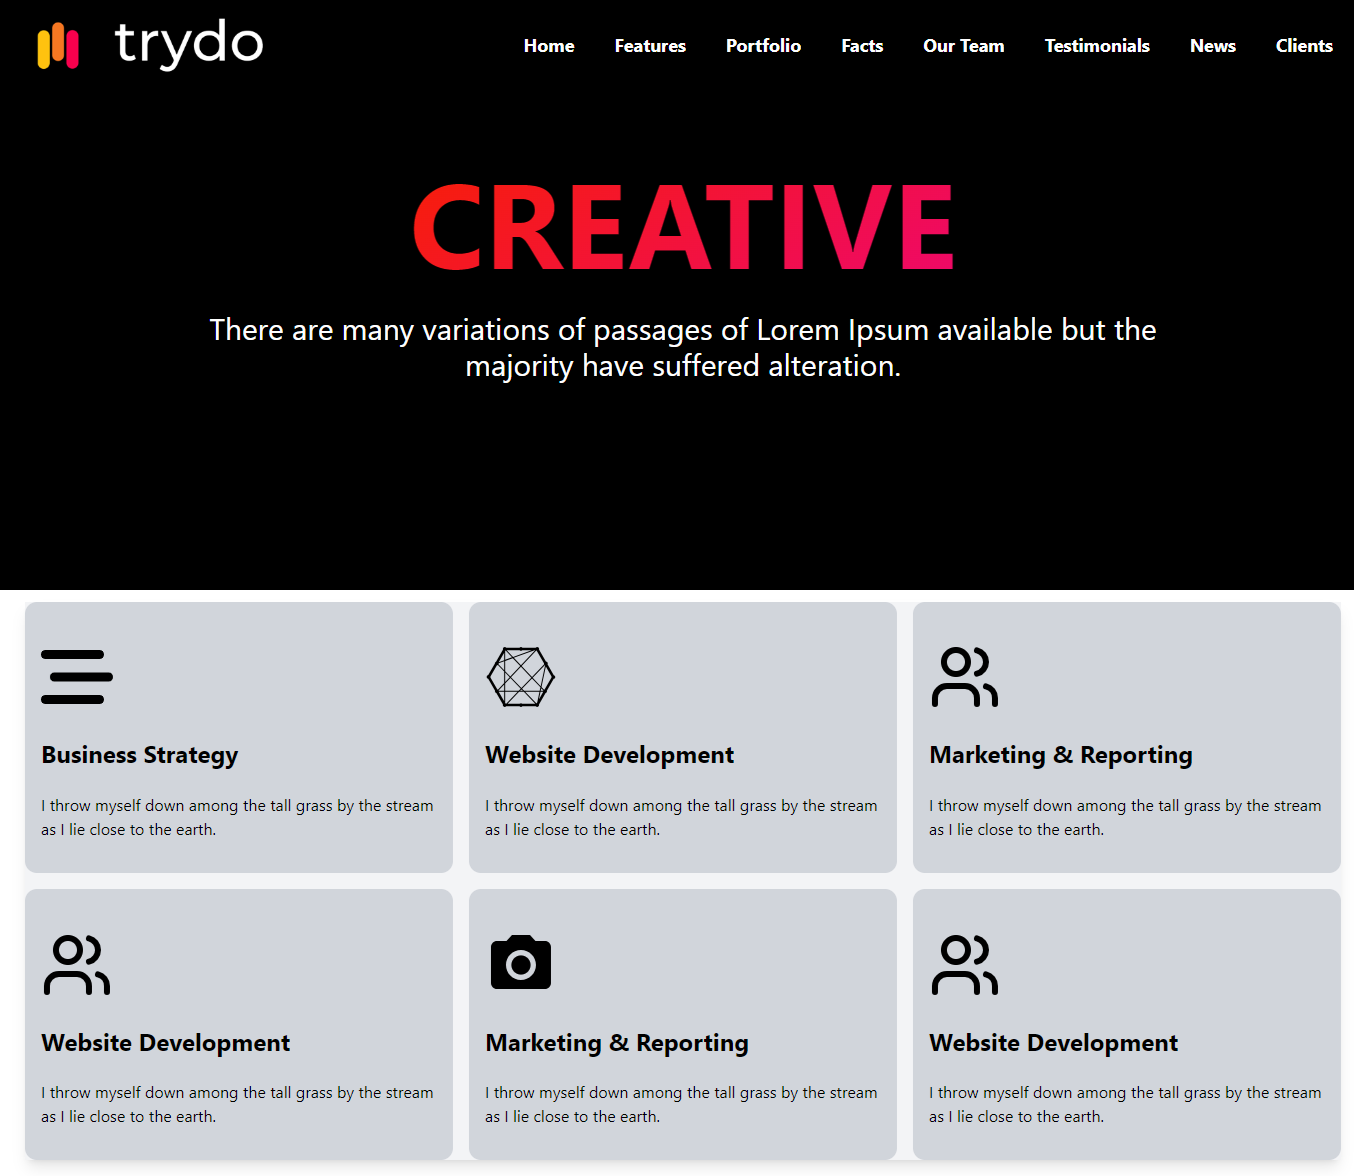 trydo
Home Features Portfolio Facts Our Team Testimonials News Clients
CREATIVE
There are many variations of passages of Lorem Ipsum available but the
majority have suffered alteration.
Business Strategy
I throw myself down among the tall grass by the stream
as I lie close to the earth.
Website Development
I throw myself down among the tall grass by the stream
as I lie close to the earth.
Marketing & Reporting
I throw myself down among the tall grass by the stream
as I lie close to the earth.
Website Development
I throw myself down among the tall grass by the stream
as I lie close to the earth.
Marketing & Reporting
I throw myself down among the tall grass by the stream
as I lie close to the earth.
Website Development
I throw myself down among the tall grass by the stream
as I lie close to the earth.